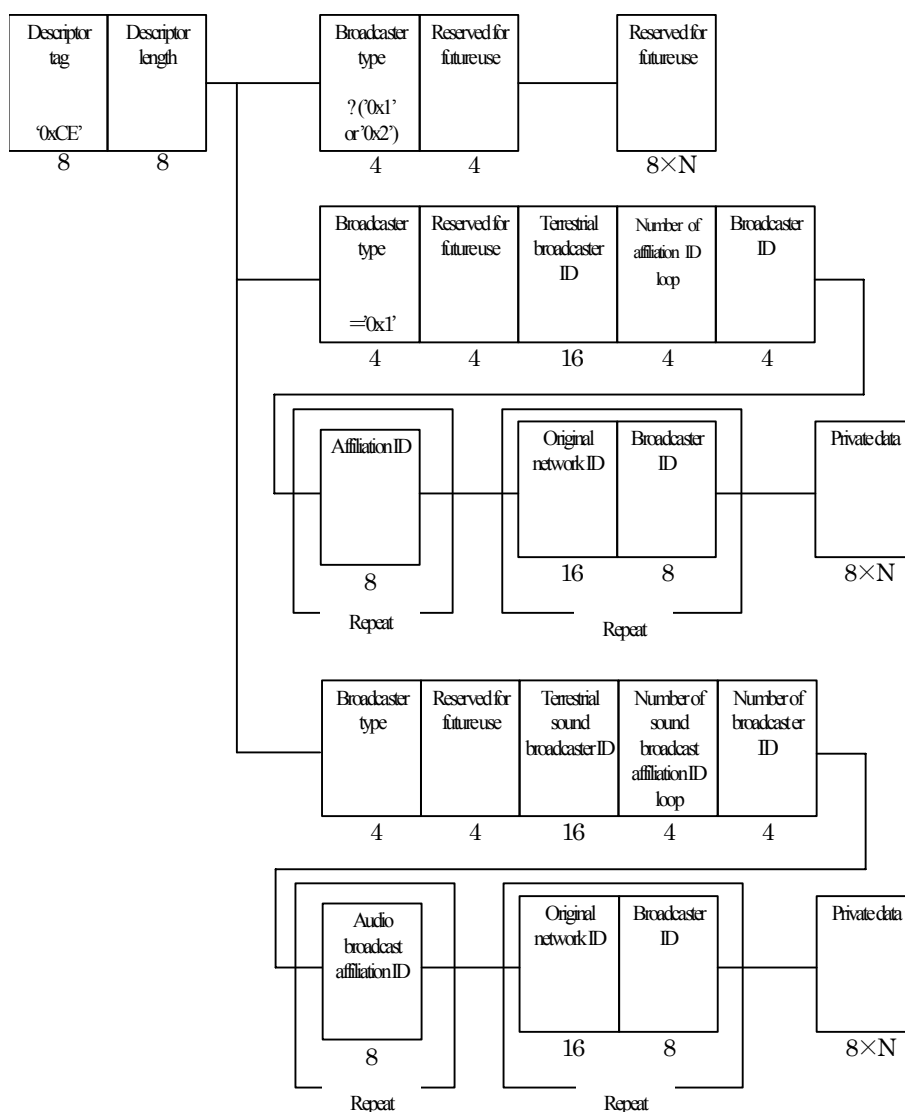 Descriptor
tag
‘0xCE’
8
Descriptor
length
8
Broadcaster
type
? ('0x1'
or '0x2')
4
Reserved for
future use
4
Reserved for
future use
8×N
Broadcaster
type
='0x1'
4
Reserved for
future use
4
Terrestrial
broadcaster
ID
16
Number of
affiliation ID
loop
4
Broadcaster
ID
4
Affiliation ID
8
Repeat
Original
network ID
16
Broadcaster
ID
8
Repeat
Private data
8×N
Broadcaster
type
4
Reserved for
future use
4
Terrestrial
sound
broadcaster ID
16
Number of
sound
broadcast
affiliation ID
loop
4
Number of
broadcaster
ID
4
Audio
broadcast
affiliation ID
8
Repeat
Original
network ID
16
Broadcaster
ID
8
Repeat
Private data
8×N